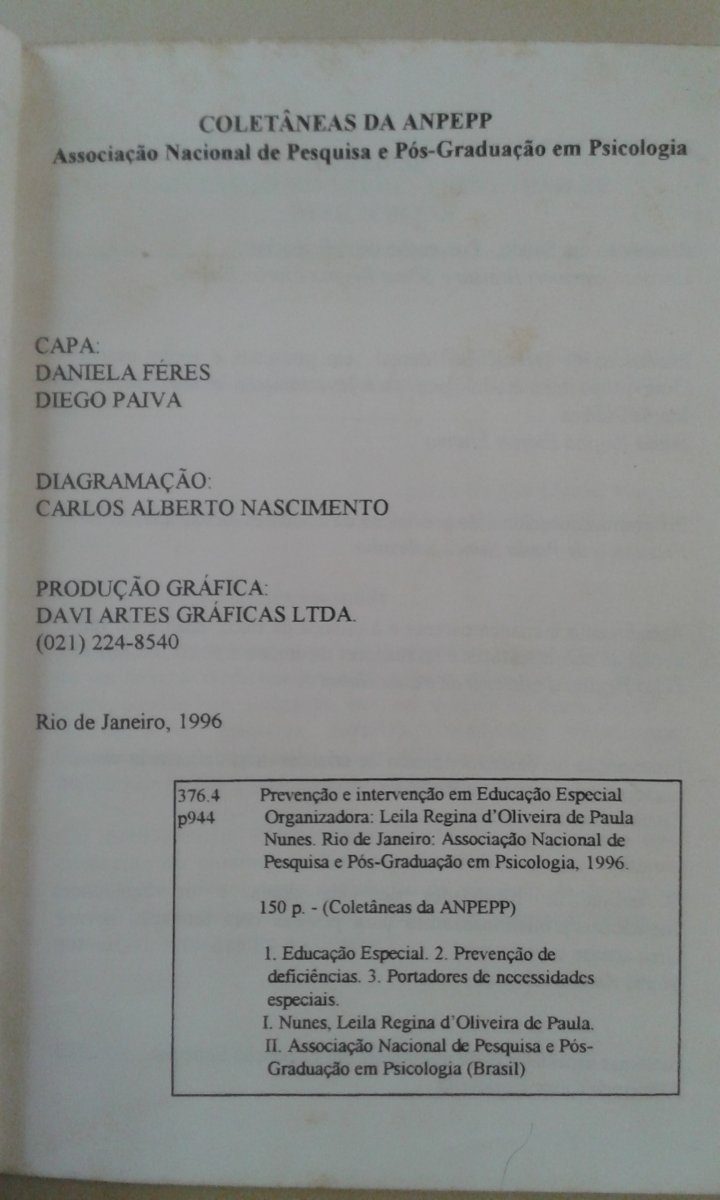 COLETÂNEAS DA ANPEPP
Associação Nacional de Pesquisa e Pós-Graduação em Psicologia
CAPA:
DANIELA FÉRES
DIEGO PAIVA
DIAGRAMAÇÃO:
CARLOS ALBERTO NASCIMENTO
PRODUÇÃO GRÁFICA:
DAVI ARTES GRÁFICAS LTDA.
(021) 224-8540
Rio de Janeiro, 1996
376.4 Prevenção e intervenção em Educação Especial
p944 Organizadora: Leila Regina d'Oliveira de Paula
Nunes. Rio de Janeiro: Associação Nacional de
Pesquisa e Pós-Graduação em Psicologia, 1996.
150 p. - (Coletâneas da ANPEPP)
1. Educação Especial. 2. Prevenção de
deficiências. 3. Portadores de necessidades
especiais.
I. Nunes, Leila Regina d'Oliveira de Paula.
II. Associação Nacional de Pesquisa e Pós-
Graduação em Psicologia (Brasil)